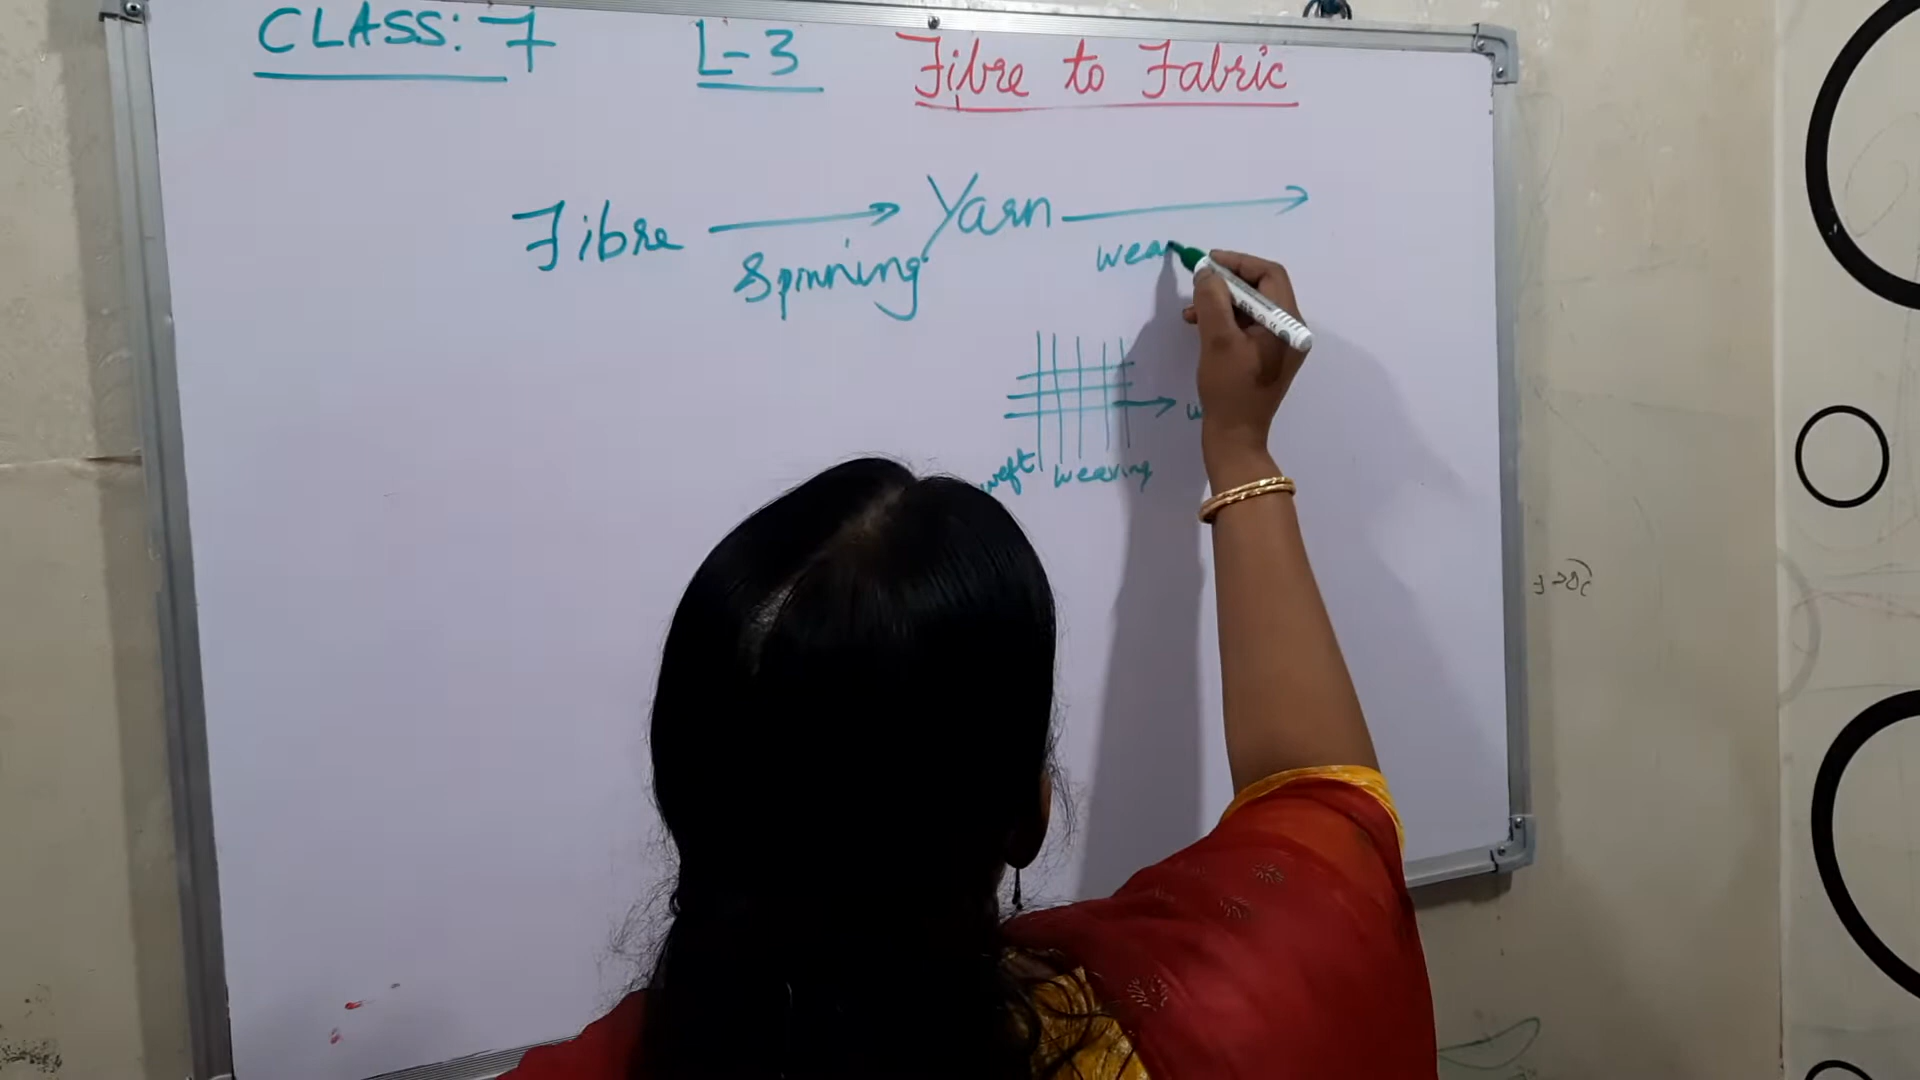 CLASS: 7 L-3 Fibre to Fabric
Fibre Yarn
Spinning wea
weft weaving